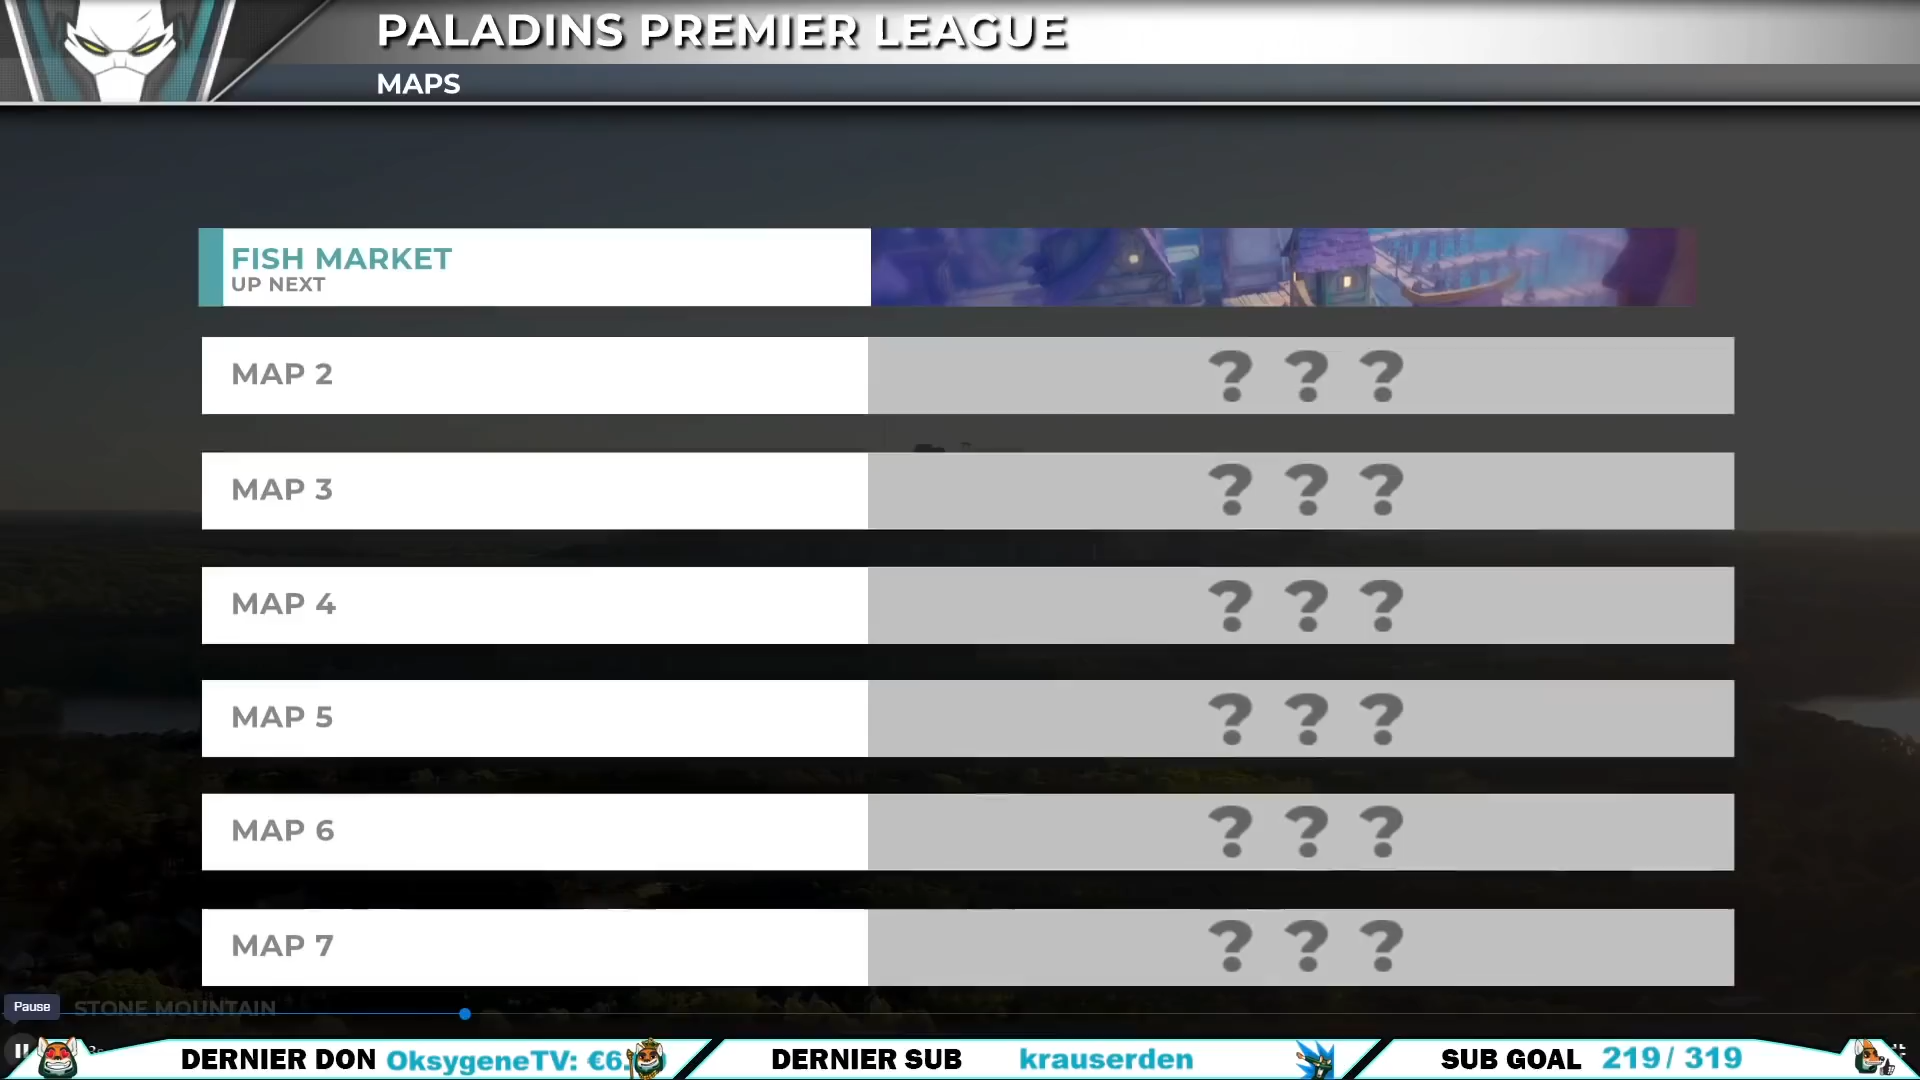 PALADINS PREMIER LEAGUE
MAPS
FISH MARKET
UP NEXT
MAP 2
? ? ?
MAP 3
? ? ?
MAP 4
? ? ?
MAP 5
? ? ?
MAP 6
? ? ?
MAP 7
? ? ?
Pause
STONE MOUNTAIN
DERNIER DON OksygeneTV: €6.
DERNIER SUB krauserden
SUB GOAL 219 / 319